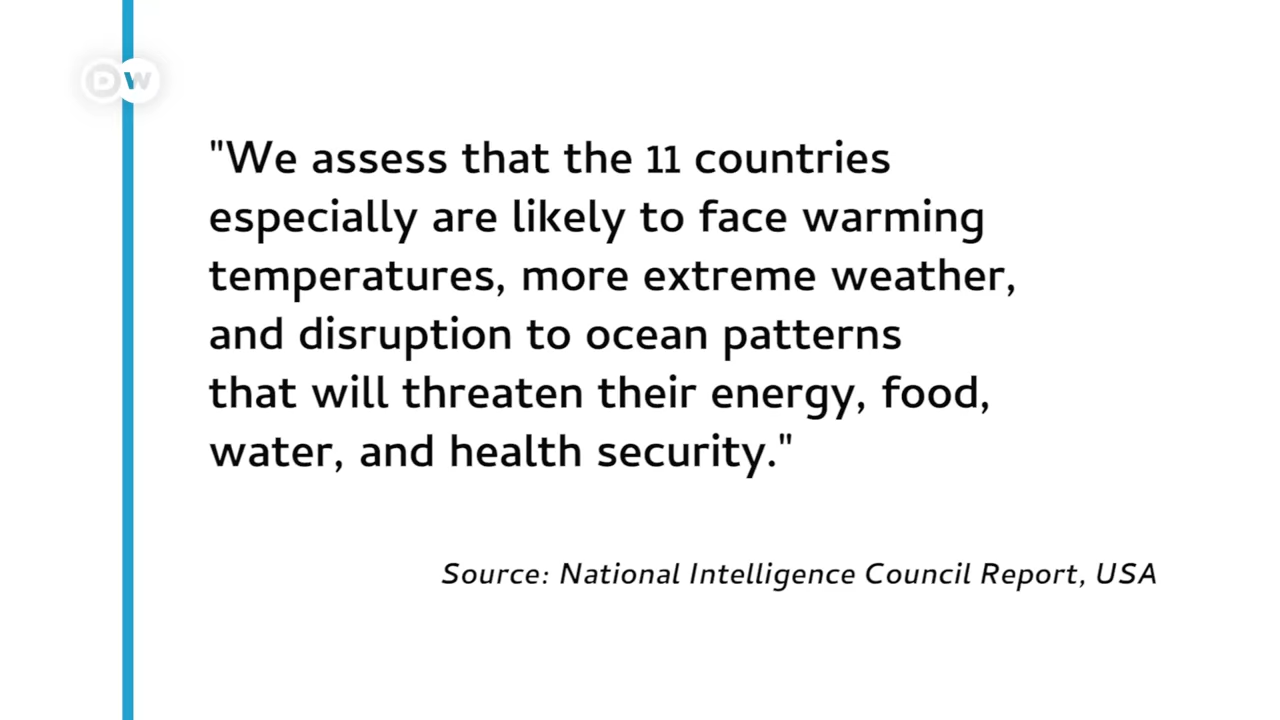 DW
"We assess that the 11 countries
especially are likely to face warming
temperatures, more extreme weather,
and disruption to ocean patterns
that will threaten their energy, food,
water, and health security."
Source: National Intelligence Council Report, USA